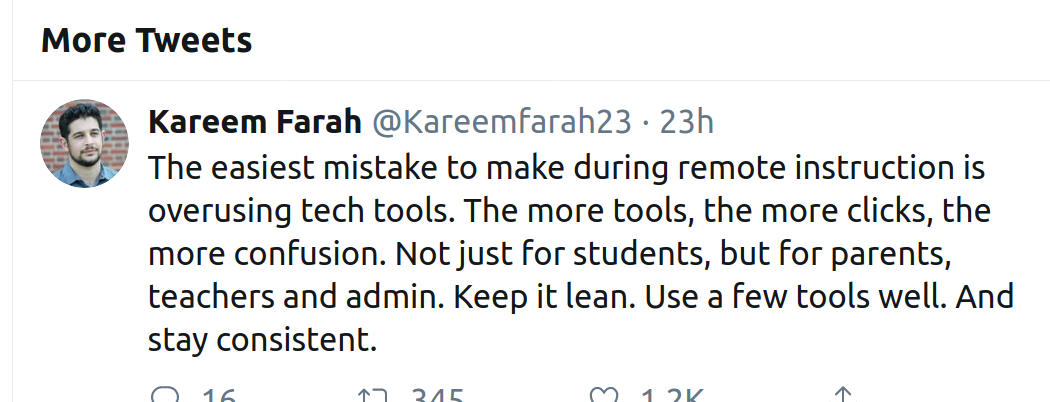 More Tweets
Kareem Farah @Kareemfarah23 · 23h
The easiest mistake to make during remote instruction is
overusing tech tools. The more tools, the more clicks, the
more confusion. Not just for students, but for parents,
teachers and admin. Keep it lean. Use a few tools well. And
stay consistent.
16 345 1.2K